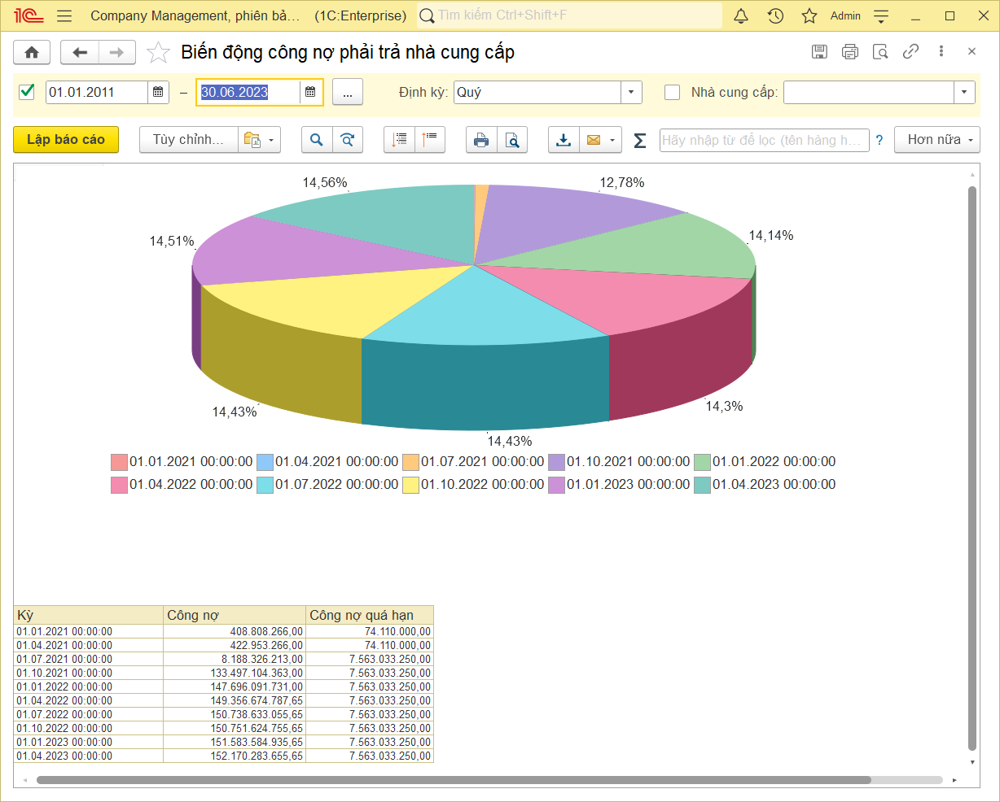 1C Company Management, phiên bả... (1C:Enterprise) Tìm kiếm Ctrl+Shift+F Admin
Biến động công nợ phải trả nhà cung cấp
01.01.2011 – 30.06.2023 ... Định kỳ: Quý Nhà cung cấp:
Lập báo cáo Tùy chỉnh... Σ Hãy nhập từ để lọc (tên hàng h... ? Hơn nữa
14,56% 12,78%
14,51% 14,14%
14,43% 14,3%
14,43%
01.01.2021 00:00:00 01.04.2021 00:00:00 01.07.2021 00:00:00 01.10.2021 00:00:00 01.01.2022 00:00:00
01.04.2022 00:00:00 01.07.2022 00:00:00 01.10.2022 00:00:00 01.01.2023 00:00:00 01.04.2023 00:00:00
Kỳ Công nợ Công nợ quá hạn
01.01.2021 00:00:00 408.808.266,00 74.110.000,00
01.04.2021 00:00:00 422.953.266,00 74.110.000,00
01.07.2021 00:00:00 8.188.326.213,00 7.563.033.250,00
01.10.2021 00:00:00 133.497.104.363,00 7.563.033.250,00
01.01.2022 00:00:00 147.696.091.731,00 7.563.033.250,00
01.04.2022 00:00:00 149.356.674.787,65 7.563.033.250,00
01.07.2022 00:00:00 150.738.633.055,65 7.563.033.250,00
01.10.2022 00:00:00 150.751.624.755,65 7.563.033.250,00
01.01.2023 00:00:00 151.583.584.935,65 7.563.033.250,00
01.04.2023 00:00:00 152.170.283.655,65 7.563.033.250,00